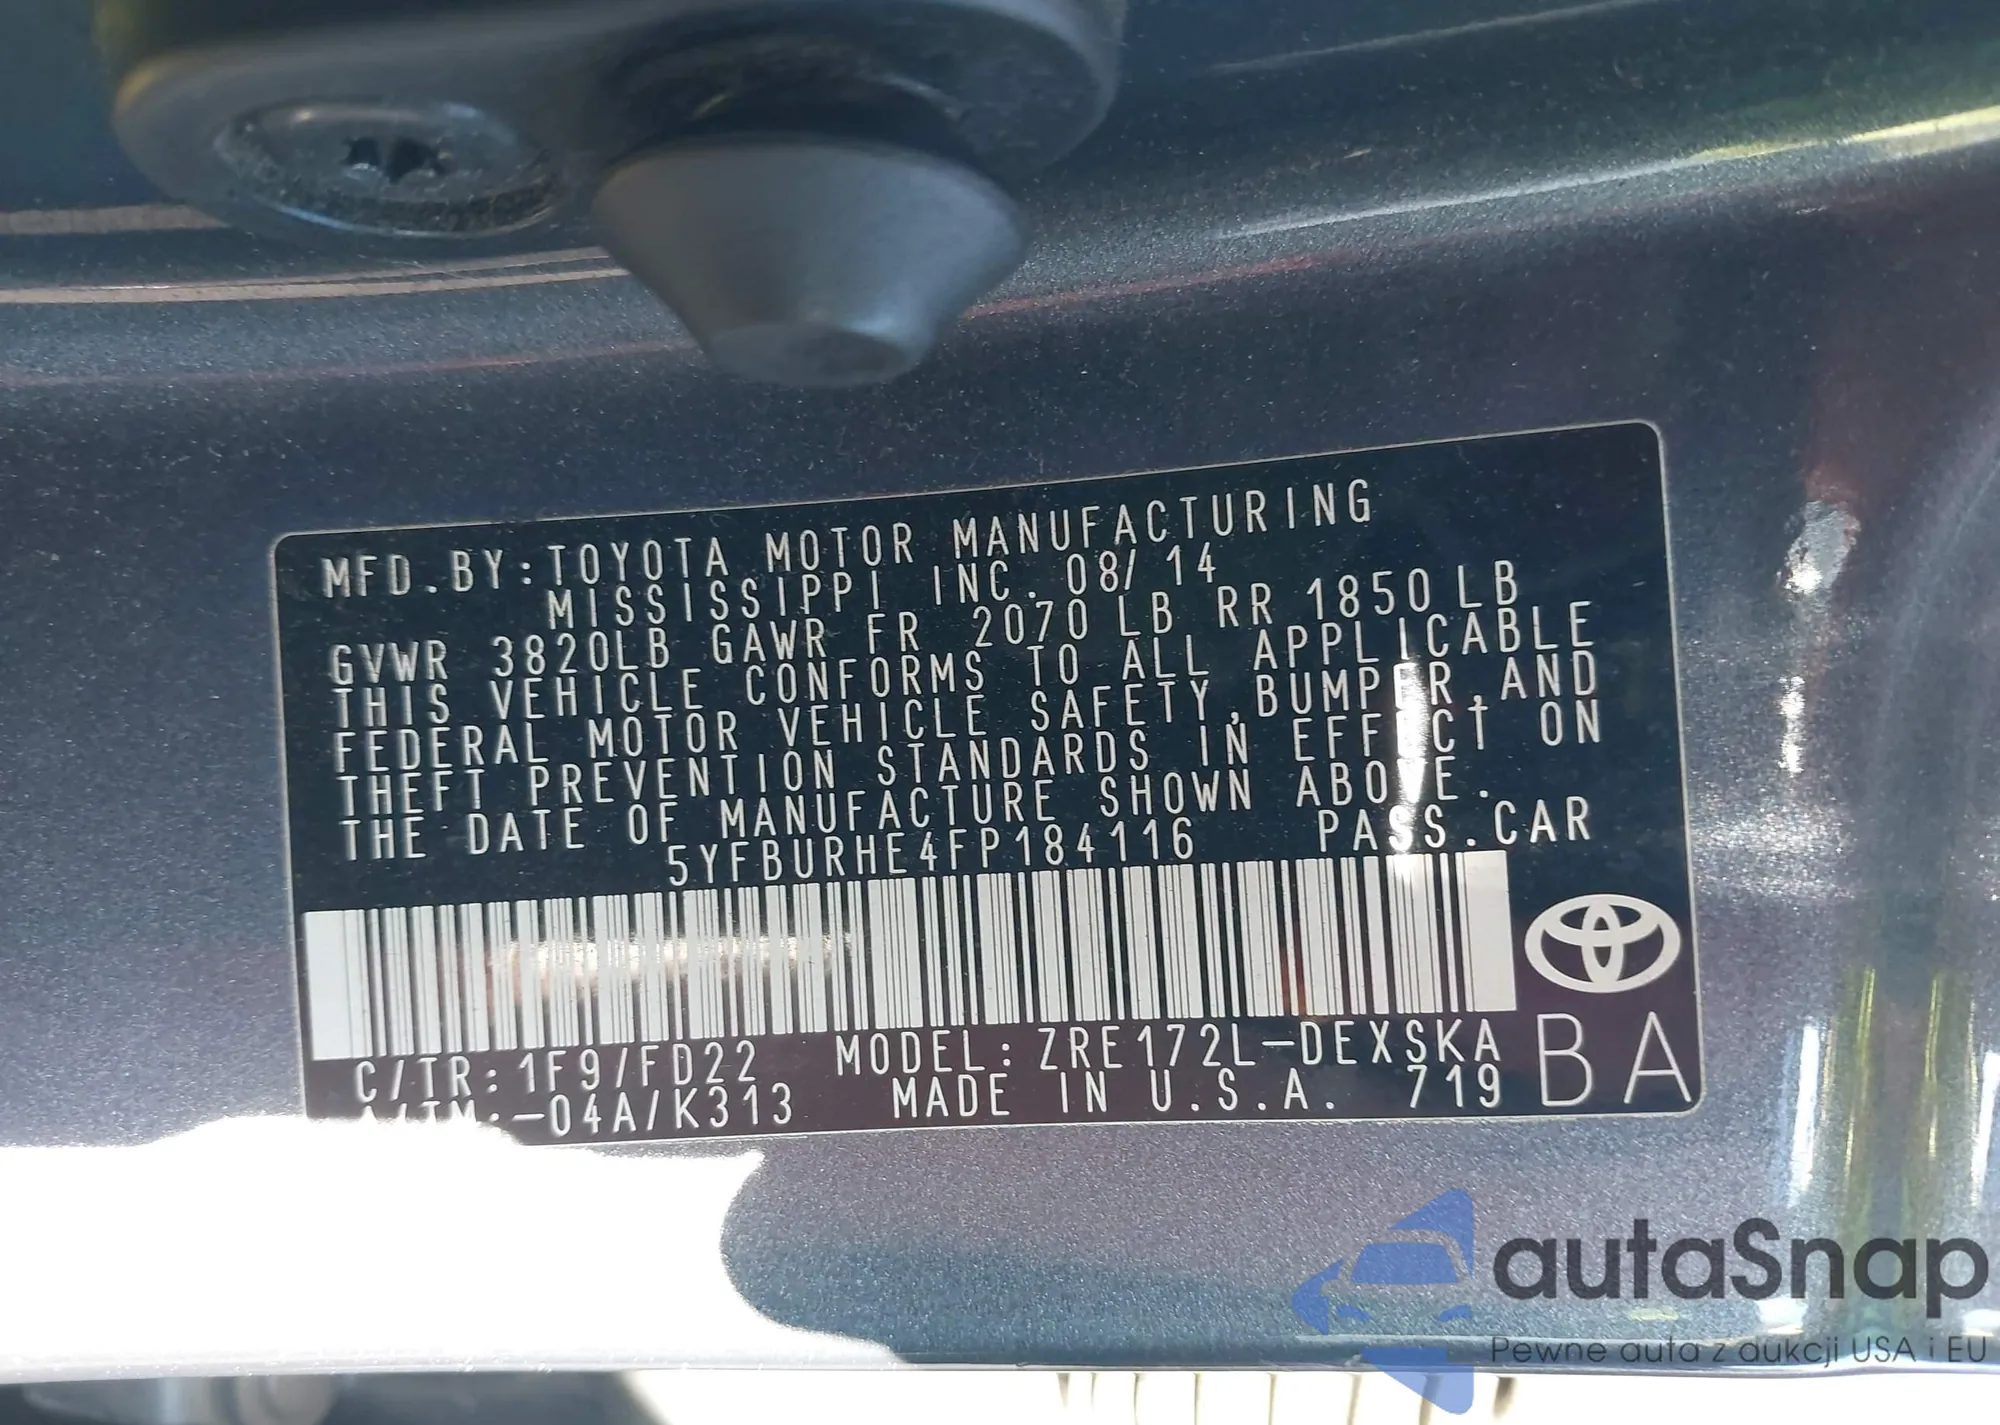 MFD.BY:TOYOTA MOTOR MANUFACTURING
MISSISSIPPI INC. 08/14
GVWR 3820LB GAWR FR 2070 LB RR 1850 LB
THIS VEHICLE CONFORMS TO ALL APPLICABLE
FEDERAL MOTOR VEHICLE SAFETY,BUMPER,AND
THEFT PREVENTION STANDARDS IN EFFECT ON
THE DATE OF MANUFACTURE SHOWN ABOVE.
5YFBURHE4FP184116 PASS.CAR
C/TR:1F9/FD22 MODEL:ZRE172L-DEXSKA
A/TM:-04A/K313 MADE IN U.S.A. 719
BA
autaSnap
Pewne auta z aukcji USA i EU